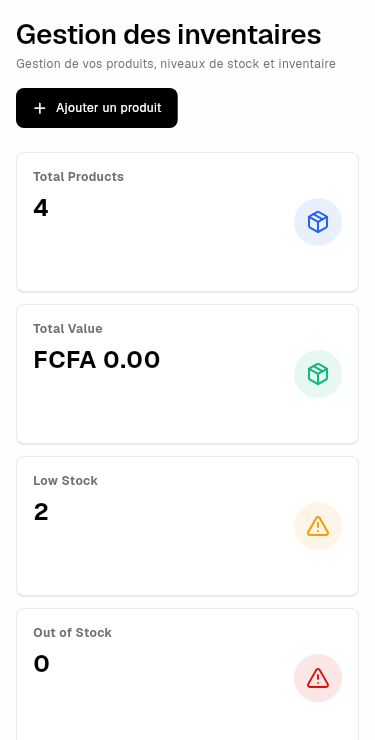 Gestion des inventaires
Gestion de vos produits, niveaux de stock et inventaire
Ajouter un produit
Total Products
4
Total Value
FCFA 0.00
Low Stock
2
Out of Stock
0